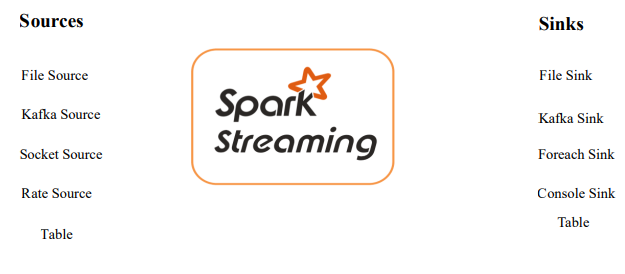 Sources
File Source
Kafka Source
Socket Source
Rate Source
Table
Spark
Streaming
Sinks
File Sink
Kafka Sink
Foreach Sink
Console Sink
Table